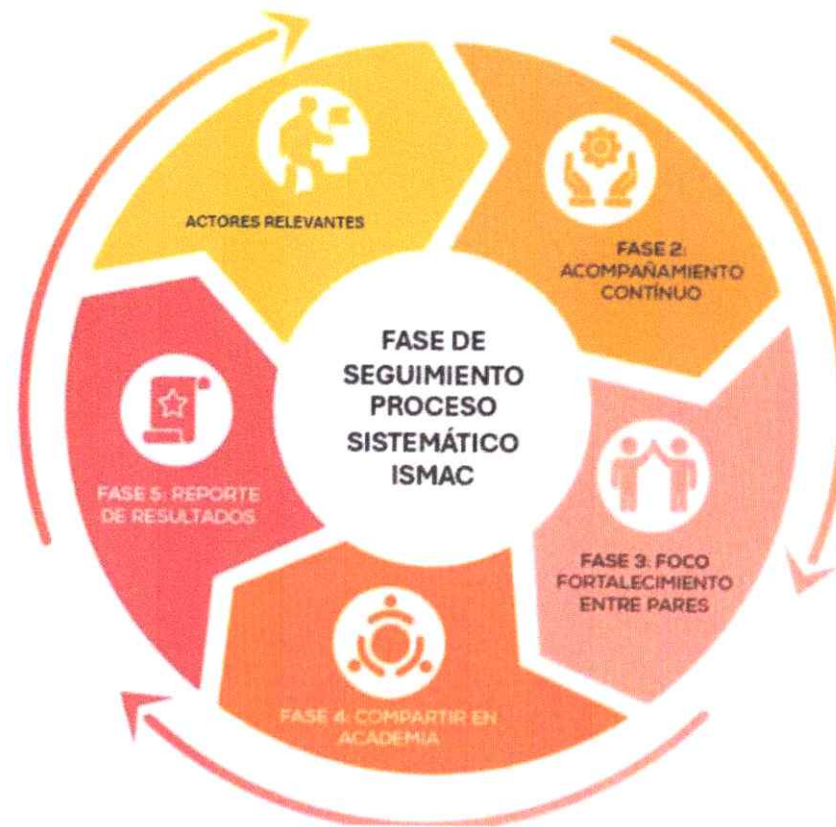 ACTORES RELEVANTES
FASE 2:
ACOMPAÑAMIENTO
CONTÍNUO
FASE DE
SEGUIMIENTO
PROCESO
SISTEMÁTICO
ISMAC
FASE 3: FOCO
FORTALECIMIENTO
ENTRE PARES
FASE 4: COMPARTIR EN
ACADEMIA
FASE 5: REPORTE
DE RESULTADOS